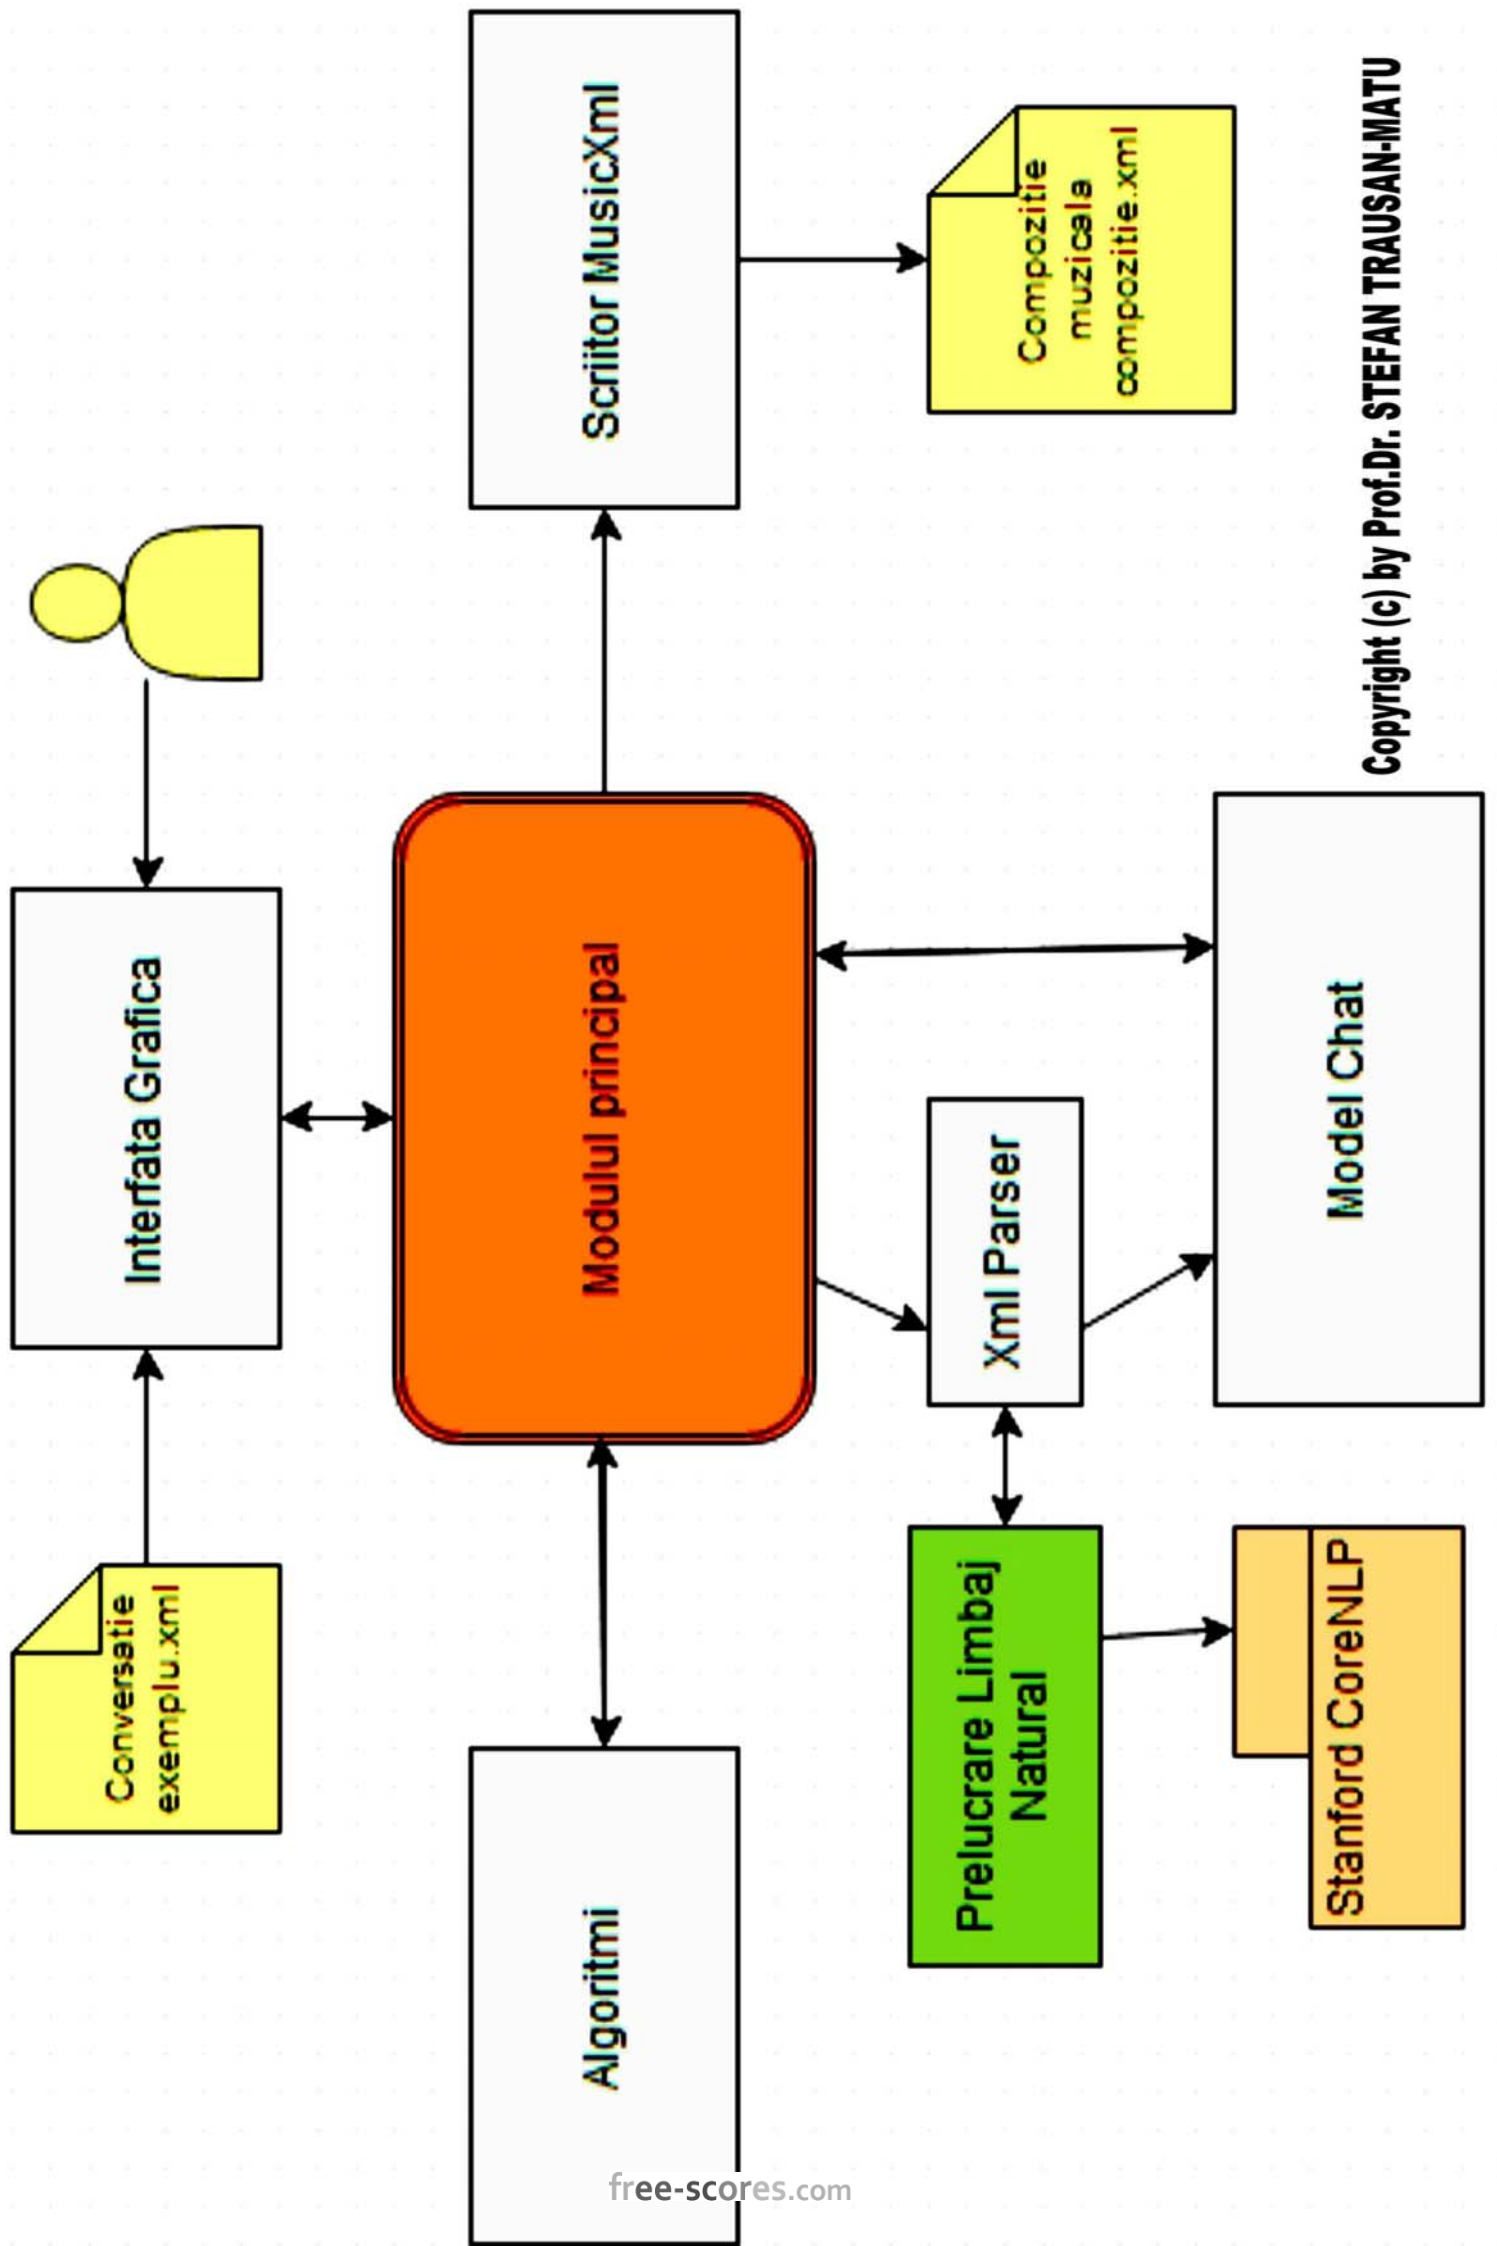 Conversatie
exemplu.xml
Interfata Grafica
Algoritmi
Modulul principal
Scriitor MusicXml
Prelucrare Limbaj
Natural
Xml Parser
Compozitie
muzicala
compozitie.xml
Stanford CoreNLP
Model Chat
Copyright (c) by Prof.Dr. STEFAN TRAUSAN-MATU
free-scores.com